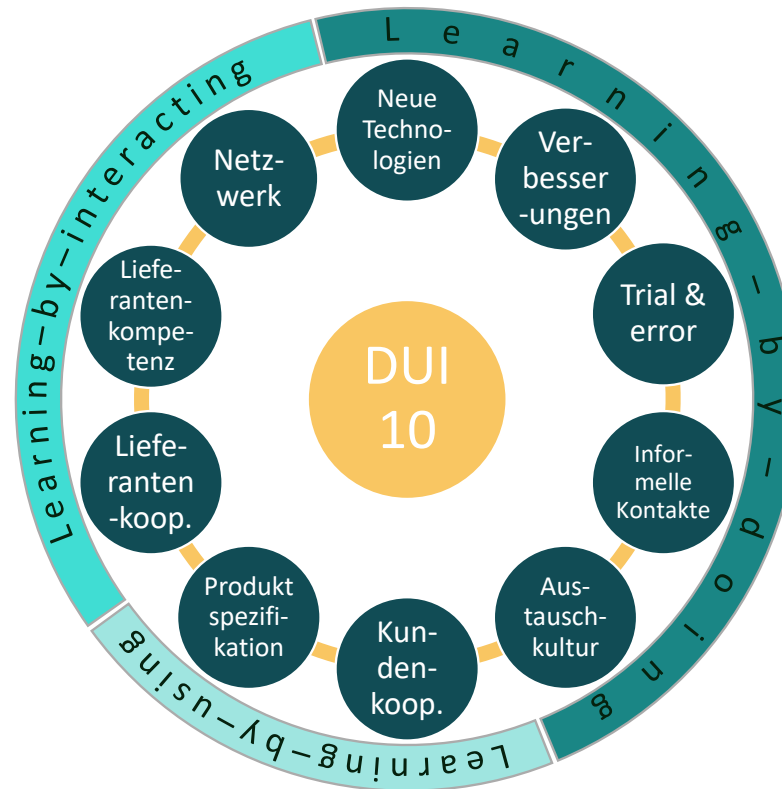 Learning-by-doing
Learning-by-using
Learning-by-interacting
DUI
10
Neue
Techno-
logien
Ver-
besser
-ungen
Trial &
error
Infor-
melle
Kontakte
Aus-
tausch-
kultur
Kun-
den-
koop.
Produkt
spezifi-
kation
Liefe-
ranten
-koop.
Liefe-
ranten-
kompe-
tenz
Netz-
werk